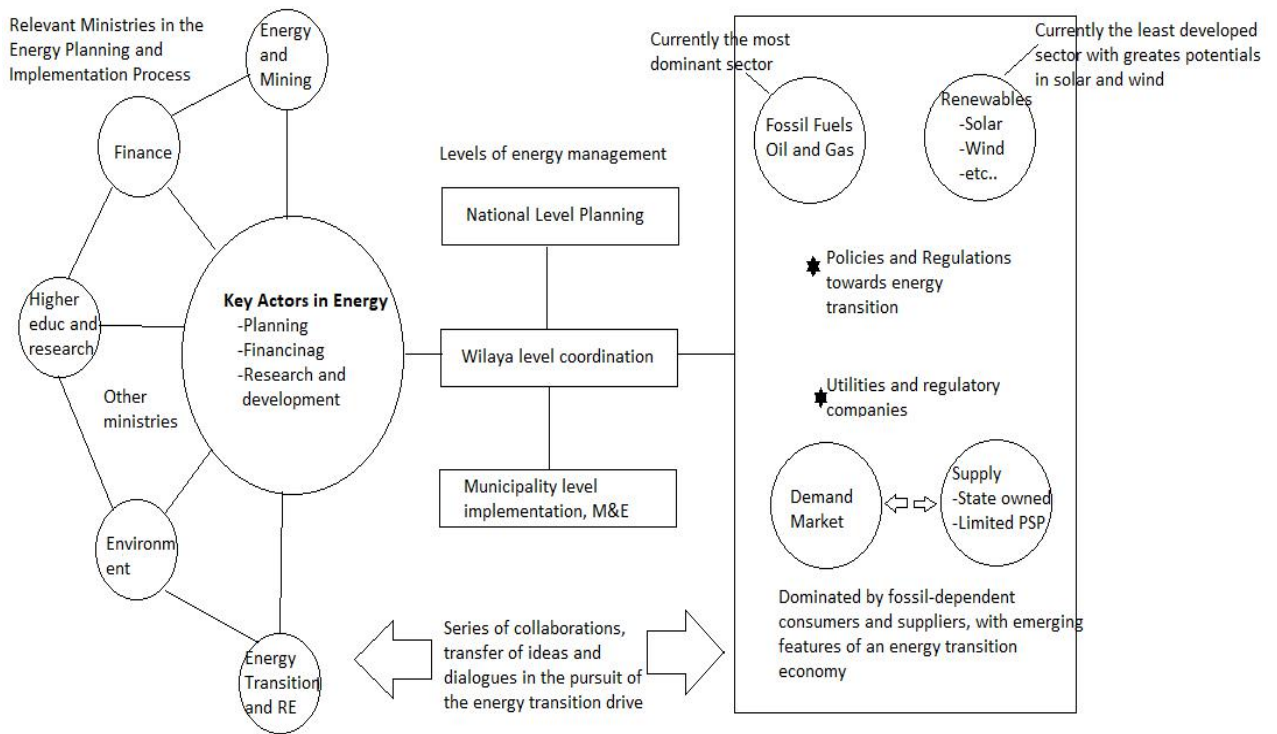 Relevant Ministries in the
Energy Planning and
Implementation Process
Energy
and
Mining
Finance
Higher
educ and
research
Other
ministries
Environm
ent
Energy
Transition
and RE
Key Actors in Energy
-Planning
-Financinag
-Research and
development
Levels of energy management
National Level Planning
Wilaya level coordination
Municipality level
implementation, M&E
Series of collaborations,
transfer of ideas and
dialogues in the pursuit of
the energy transition drive
Currently the most
dominant sector
Currently the least developed
sector with greates potentials
in solar and wind
Fossil Fuels
Oil and Gas
Renewables
-Solar
-Wind
-etc..
Policies and Regulations
towards energy
transition
Utilities and regulatory
companies
Demand
Market
Supply
-State owned
-Limited PSP
Dominated by fossil-dependent
consumers and suppliers, with emerging
features of an energy transition
economy